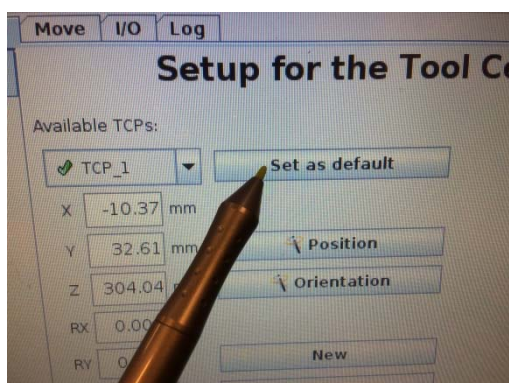 Move I/O Log
Setup for the Tool
Available TCPs:
TCP_1 Set as default
X -10.37 mm
Y 32.61 mm Position
Z 304.04 Orientation
RX
RY New